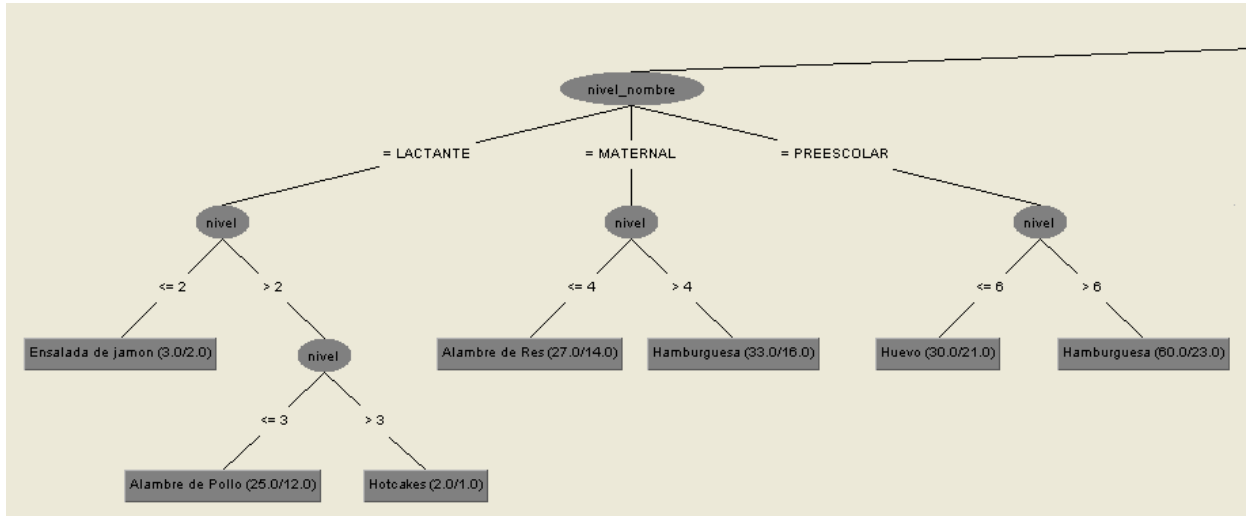 nivel_nombre
= LACTANTE
= MATERNAL
= PREESCOLAR
nivel
nivel
nivel
<= 2
> 2
<= 4
> 4
<= 6
> 6
Ensalada de jamon (3.0/2.0)
nivel
Alambre de Res (27.0/14.0)
Hamburguesa (33.0/16.0)
Huevo (30.0/21.0)
Hamburguesa (60.0/23.0)
<= 3
> 3
Alambre de Pollo (25.0/12.0)
Hotcakes (2.0/1.0)